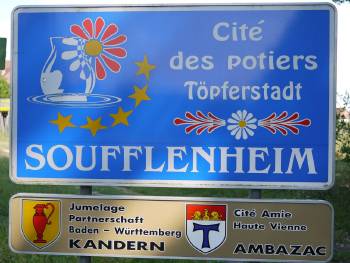 Cité
des potiers
Töpferstadt
SOUFFLENHEIM
Jumelage
Partnerschaft
Baden - Württemberg
KANDERN
Cité Amie
Haute Vienne
AMBAZAC